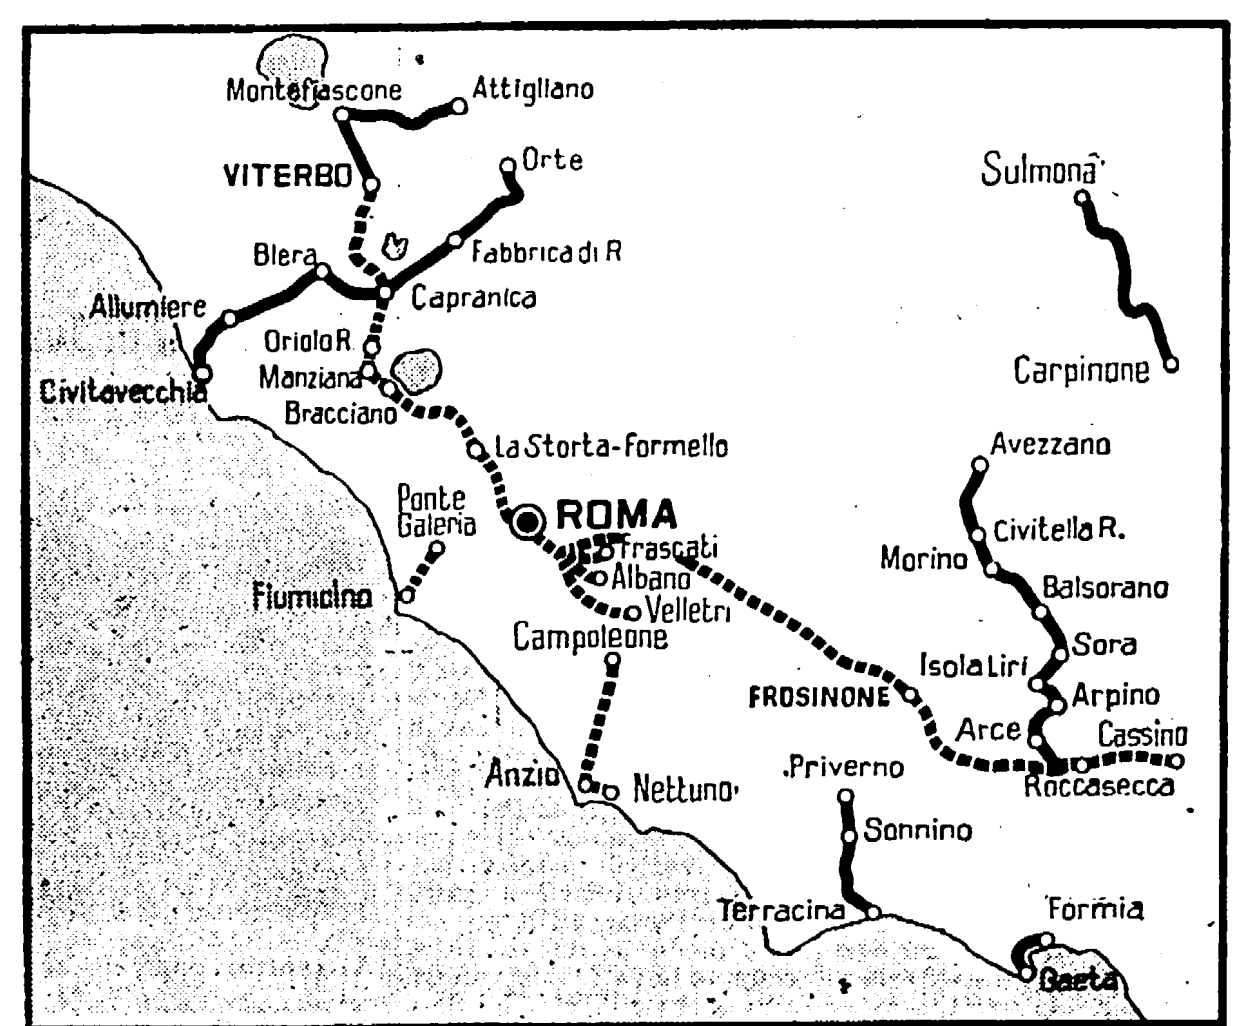 Montefiascone
Attigliano
VITERBO
Orte
Sulmona
Blera
Fabbrica di R
Allumiere
Capranica
Oriolo R
Manziana
Carpinone
Civitavecchia
Bracciano
La Storta-Formello
Avezzano
Ponte
Galeria
ROMA
Civitella R.
Frascati
Morino
Albano
Balsorano
Fiumicino
Velletri
Campoleone
Sora
Isola Liri
FROSINONE
Arpino
Arce
Cassino
Anzio
Priverno
Nettuno
Roccasecca
Sonnino
Terracina
Formia
Gaeta